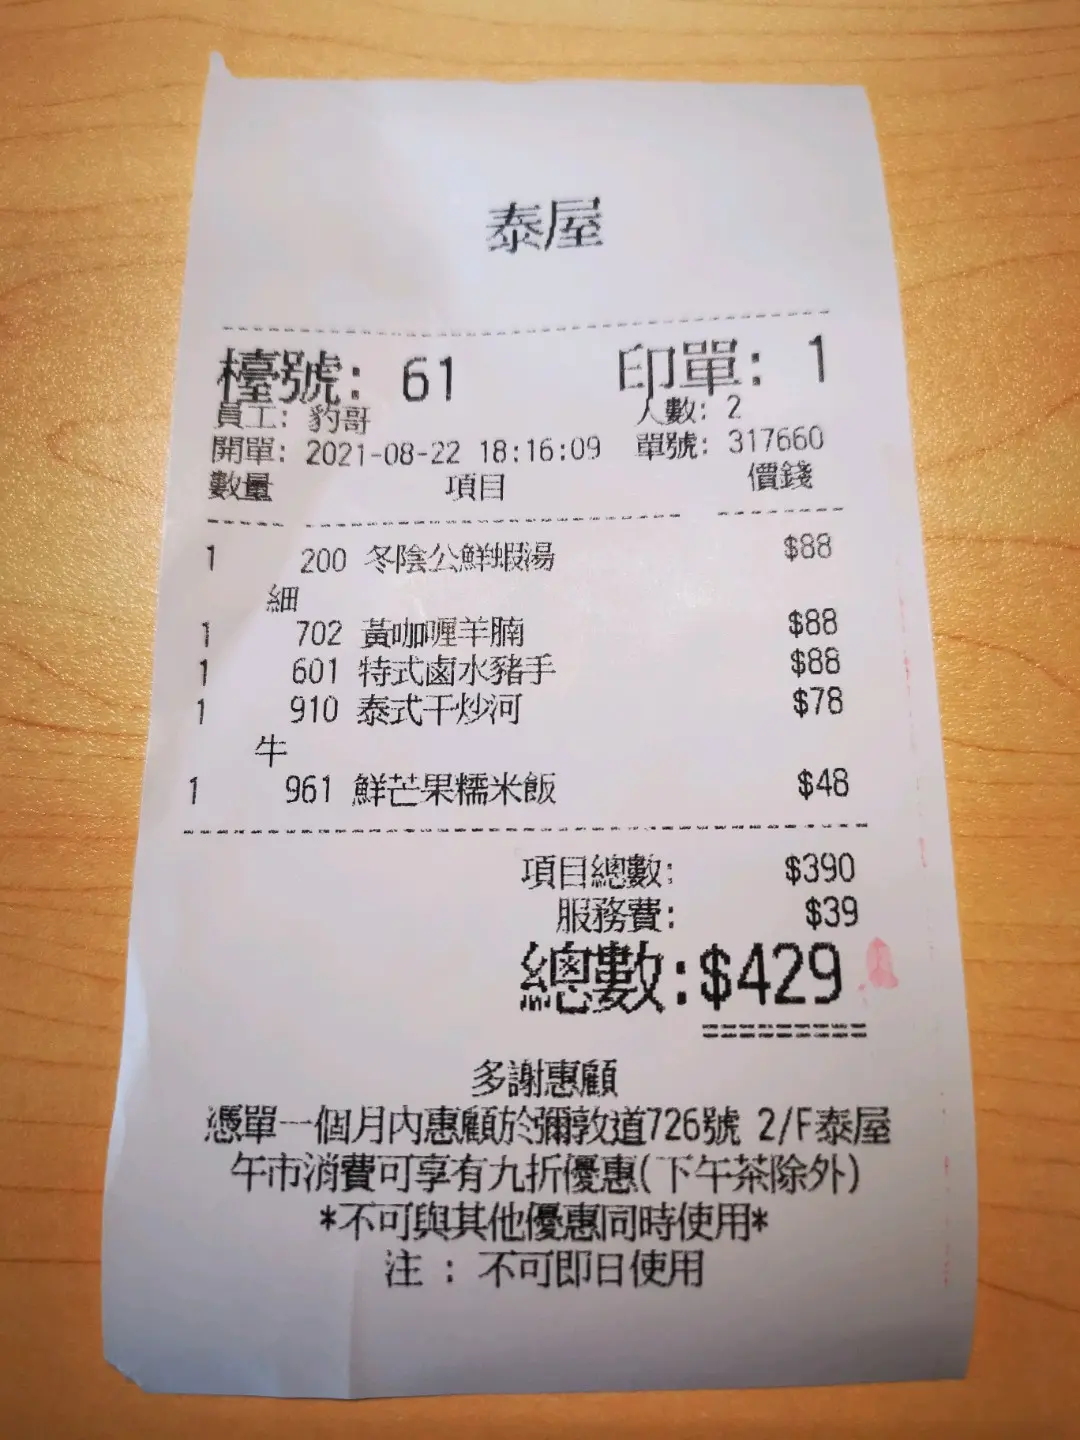 泰屋
檯號: 61 印單: 1
員工: 豹哥 人數: 2
開單: 2021-08-22 18:16:09 單號: 317660
數量 項目 價錢
1 200 冬陰公鮮蝦湯 $88
細
1 702 黃咖喱羊腩 $88
1 601 特式鹵水豬手 $88
1 910 泰式干炒河 $78
牛
1 961 鮮芒果糯米飯 $48
項目總數: $390
服務費: $39
總數:$429
多謝惠顧
憑單一個月內惠顧於彌敦道726號 2/F泰屋
午市消費可享有九折優惠(下午茶除外)
*不可與其他優惠同時使用*
注 : 不可即日使用